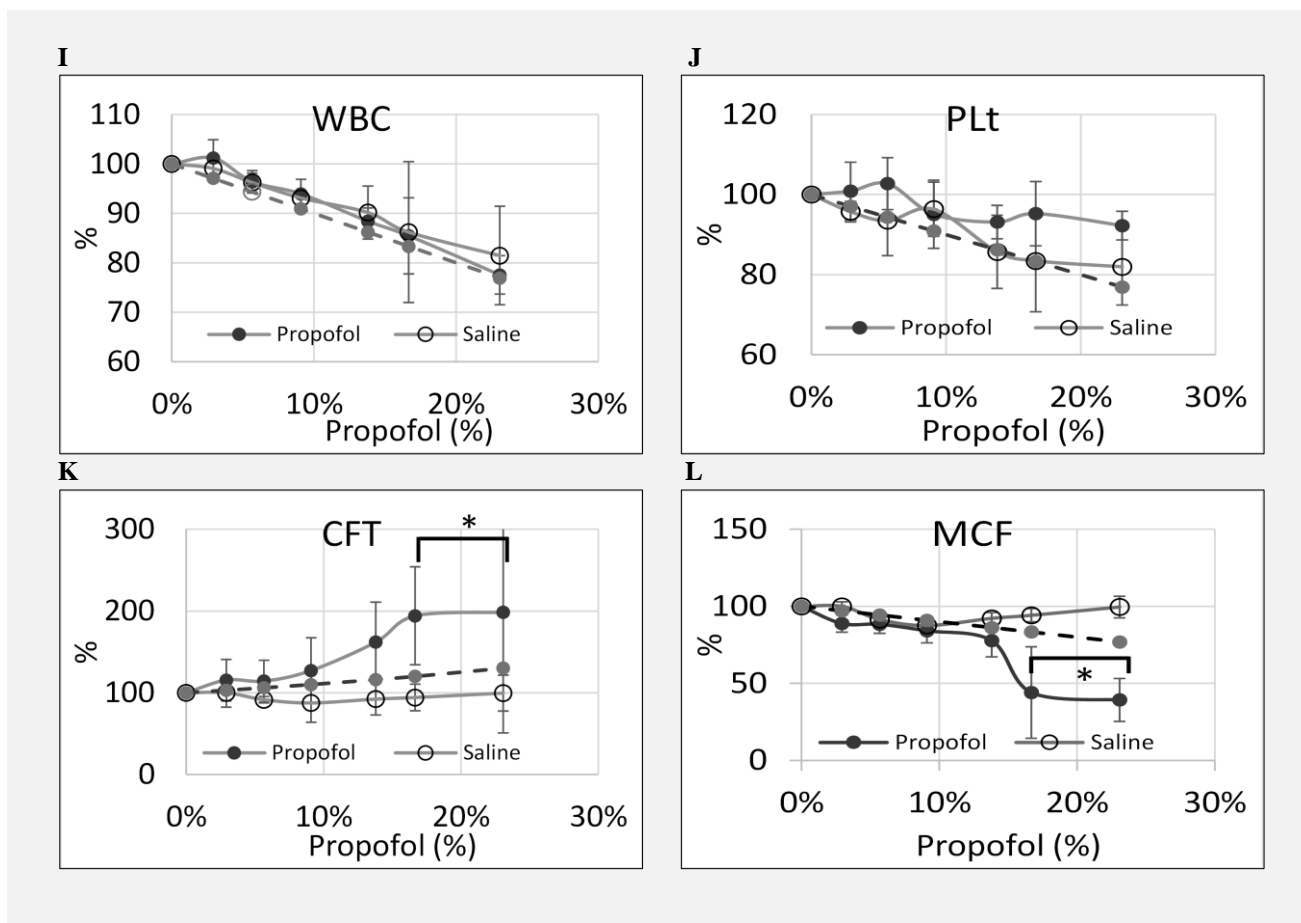 I
WBC
110
100
90
80
70
60
%
Propofol
Saline
0%
10%
20%
30%
Propofol (%)
J
PLt
120
100
80
60
%
Propofol
Saline
0%
10%
20%
30%
Propofol (%)
K
CFT
*
300
200
100
0
%
Propofol
Saline
0%
10%
20%
30%
Propofol (%)
L
MCF
150
100
50
0
%
*
Propofol
Saline
0%
10%
20%
30%
Propofol (%)